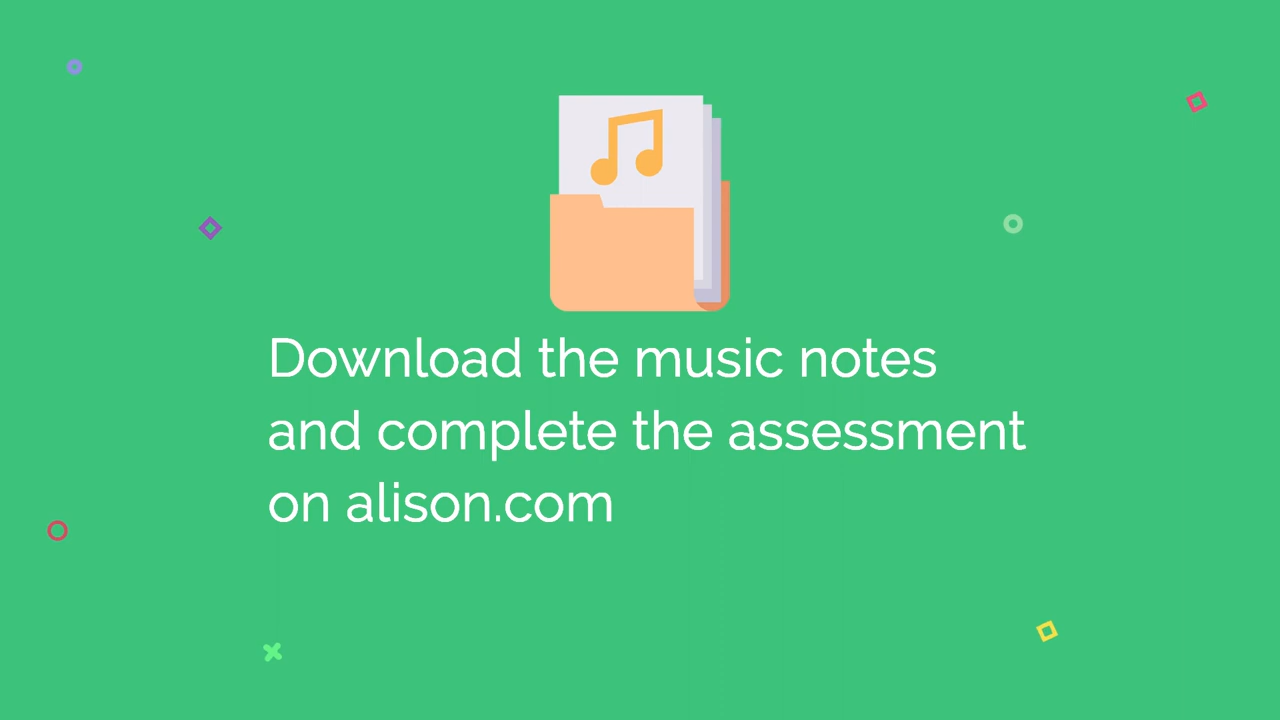 Download the music notes
and complete the assessment
on alison.com